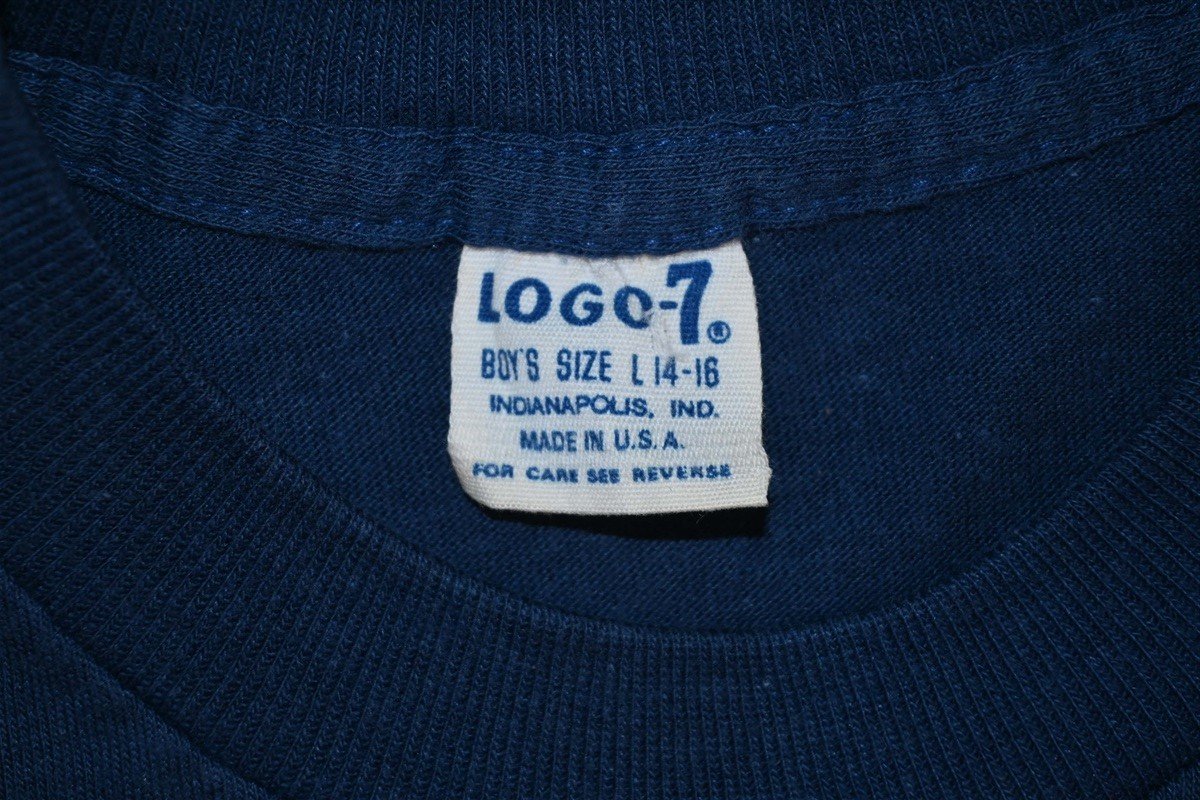 LOGO-7®
BOY'S SIZE L 14-16
INDIANAPOLIS, IND.
MADE IN U.S.A.
FOR CARE SEE REVERSE